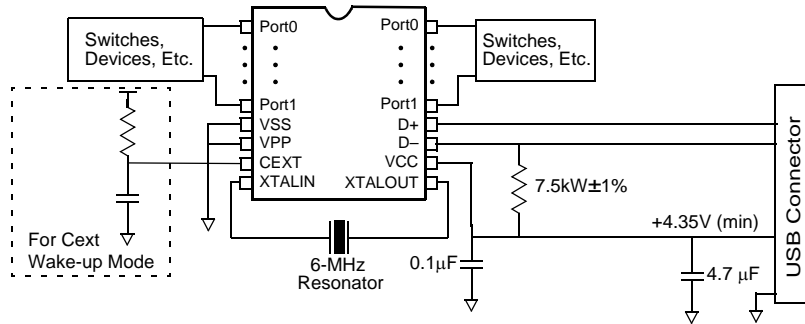 Port0
Port0
Switches,
Devices, Etc.
Switches,
Devices, Etc.
Port1
Port1
VSS
D+
VPP
D–
CEXT
VCC
XTALIN
XTALOUT
7.5kW±1%
+4.35V (min)
For Cext
Wake-up Mode
6-MHz
Resonator
0.1µF
4.7 µF
USB Connector